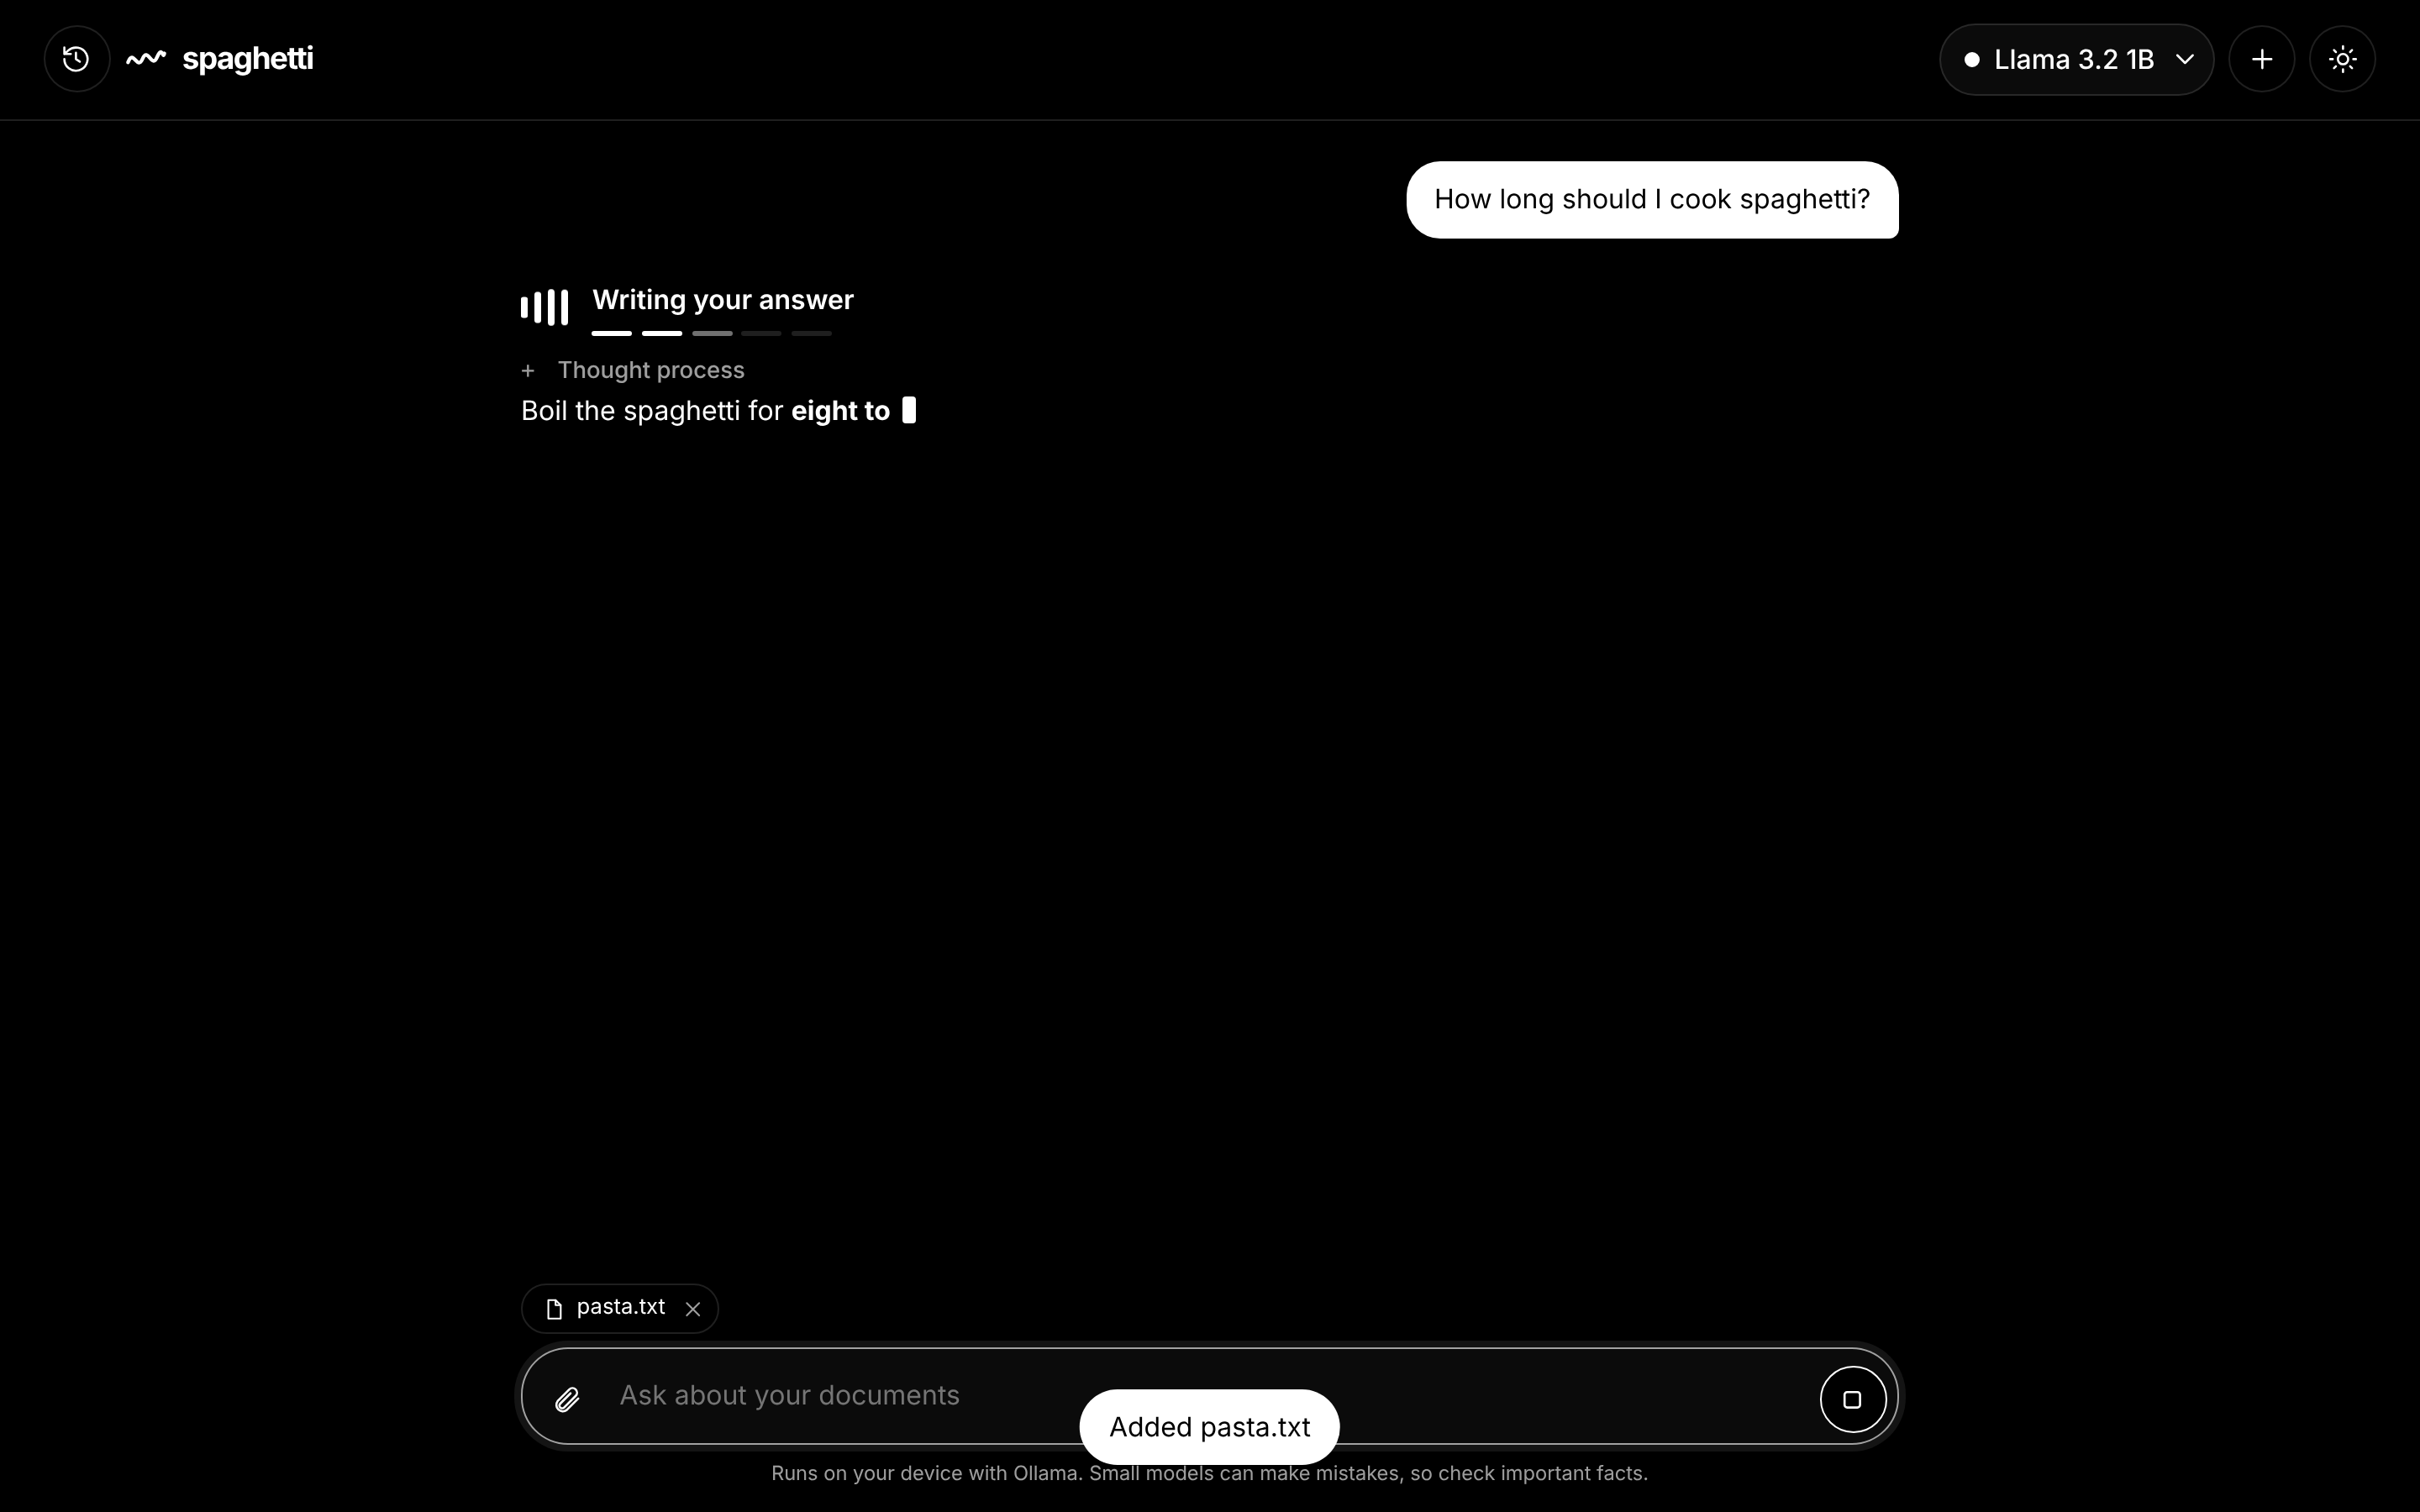 spaghetti
Llama 3.2 1B
How long should I cook spaghetti?
Writing your answer
+ Thought process
Boil the spaghetti for eight to
pasta.txt
Ask about your documents
Added pasta.txt
Runs on your device with Ollama. Small models can make mistakes, so check important facts.